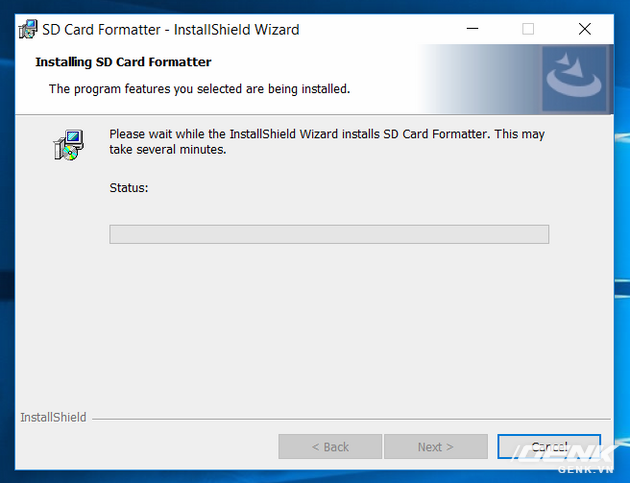 SD Card Formatter - InstallShield Wizard
Installing SD Card Formatter
The program features you selected are being installed.
Please wait while the InstallShield Wizard installs SD Card Formatter. This may
take several minutes.
Status:
InstallShield
< Back
Next >
Cancel
GENK
GENK.VN